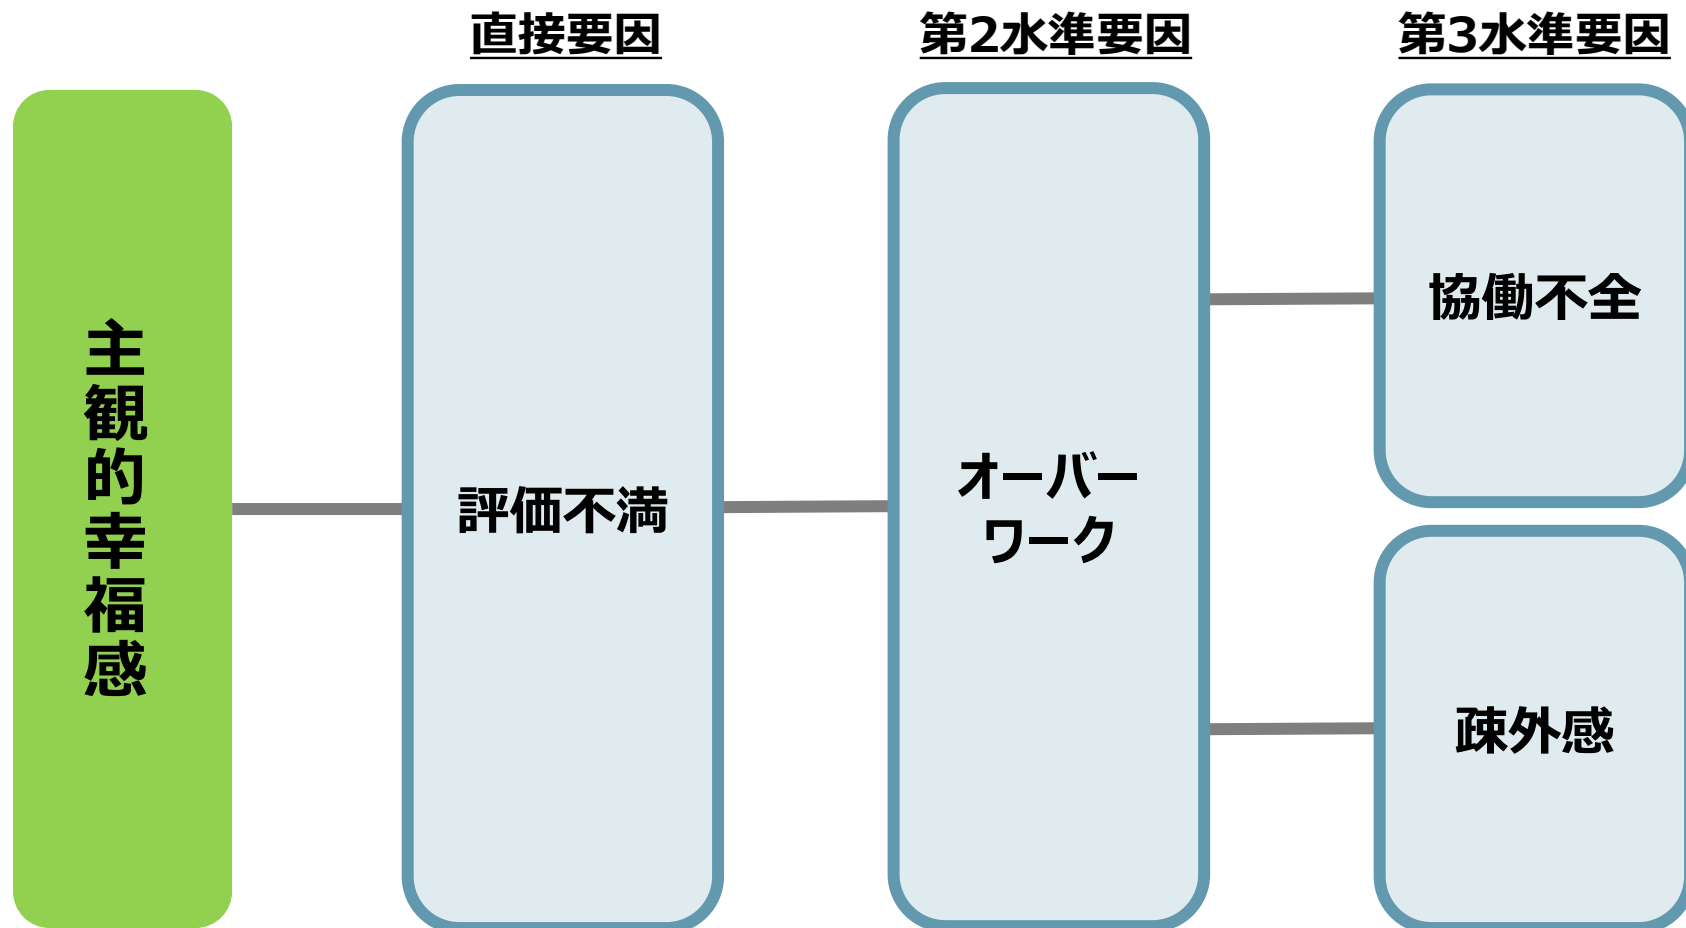 直接要因
第2水準要因
第3水準要因
主観的幸福感
評価不満
オーバー
ワーク
協働不全
疎外感